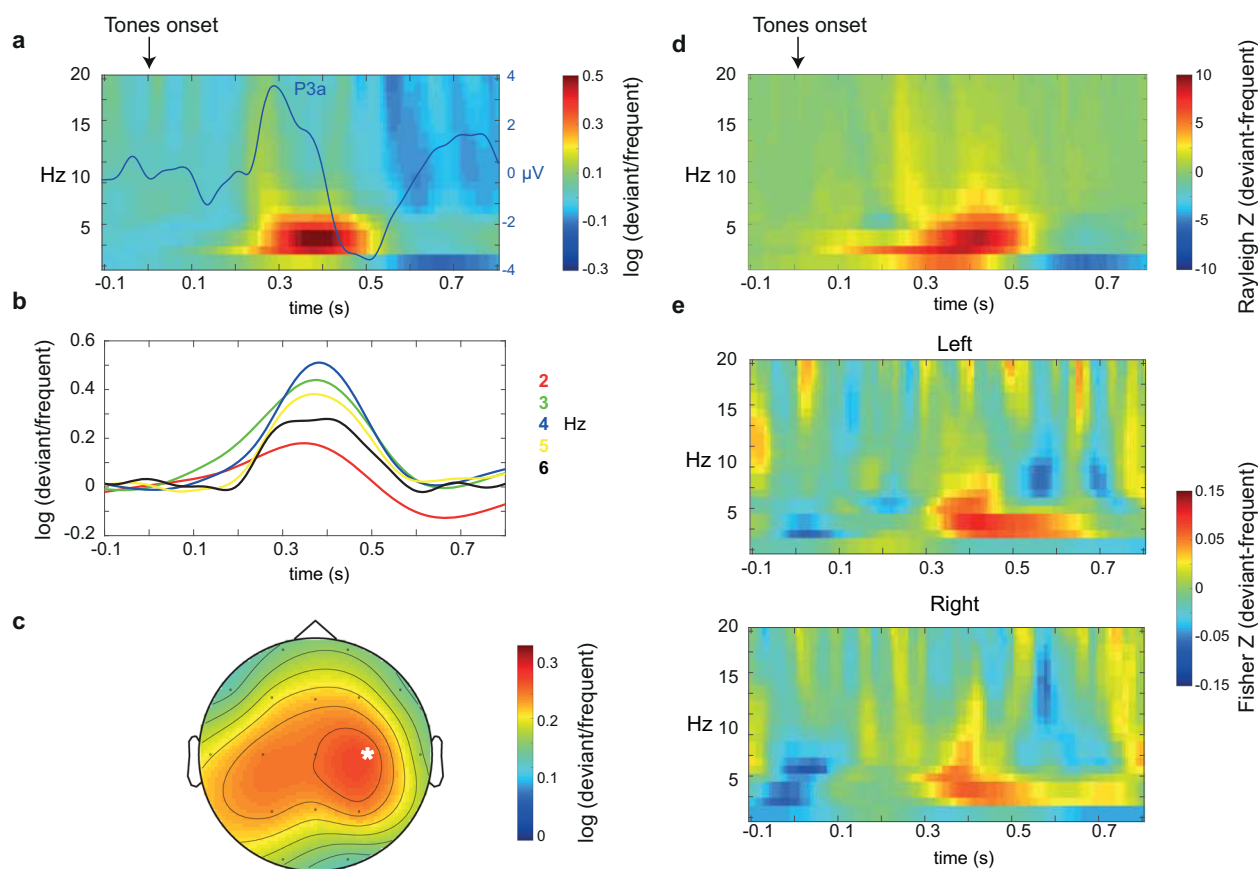 a
Tones onset
20
15
10
5
Hz
P3a
4
2
0 µV
-2
-4
0.5
0.3
0.1
-0.1
-0.3
log (deviant/frequent)
-0.1 0.1 0.3 0.5 0.7
time (s)
b
0.6
0.4
0.2
0
-0.2
log (deviant/frequent)
-0.1 0.1 0.3 0.5 0.7
time (s)
2
3
4 Hz
5
6
c
*
0.3
0.2
0.1
0
log (deviant/frequent)
d
Tones onset
20
15
10
5
Hz
10
5
0
-5
-10
Rayleigh Z (deviant-frequent)
-0.1 0.1 0.3 0.5 0.7
time (s)
e
Left
20
15
10
5
Hz
-0.1 0.1 0.3 0.5 0.7
Right
20
15
10
5
Hz
-0.1 0.1 0.3 0.5 0.7
time (s)
0.15
0.05
0
-0.05
-0.15
Fisher Z (deviant-frequent)